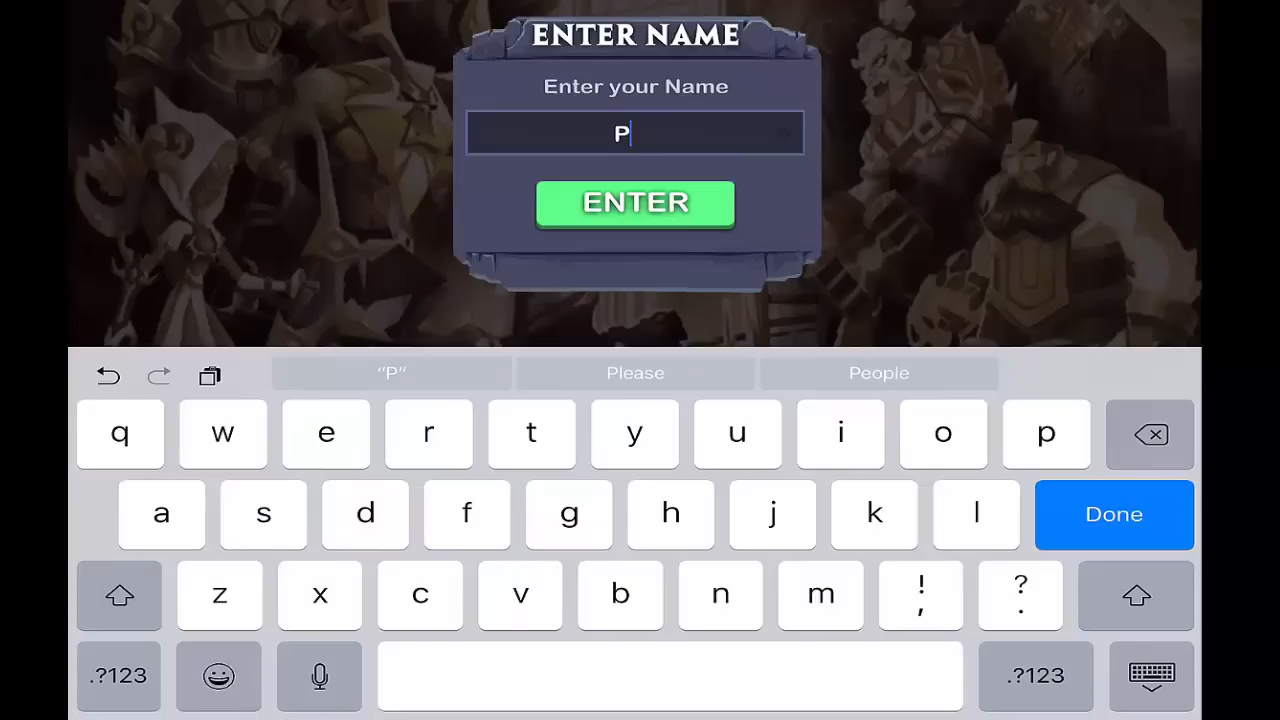 ENTER NAME
Enter your Name
P
ENTER
“P” Please People
q w e r t y u i o p
a s d f g h j k l Done
z x c v b n m ! , ? .
.?123 .?123